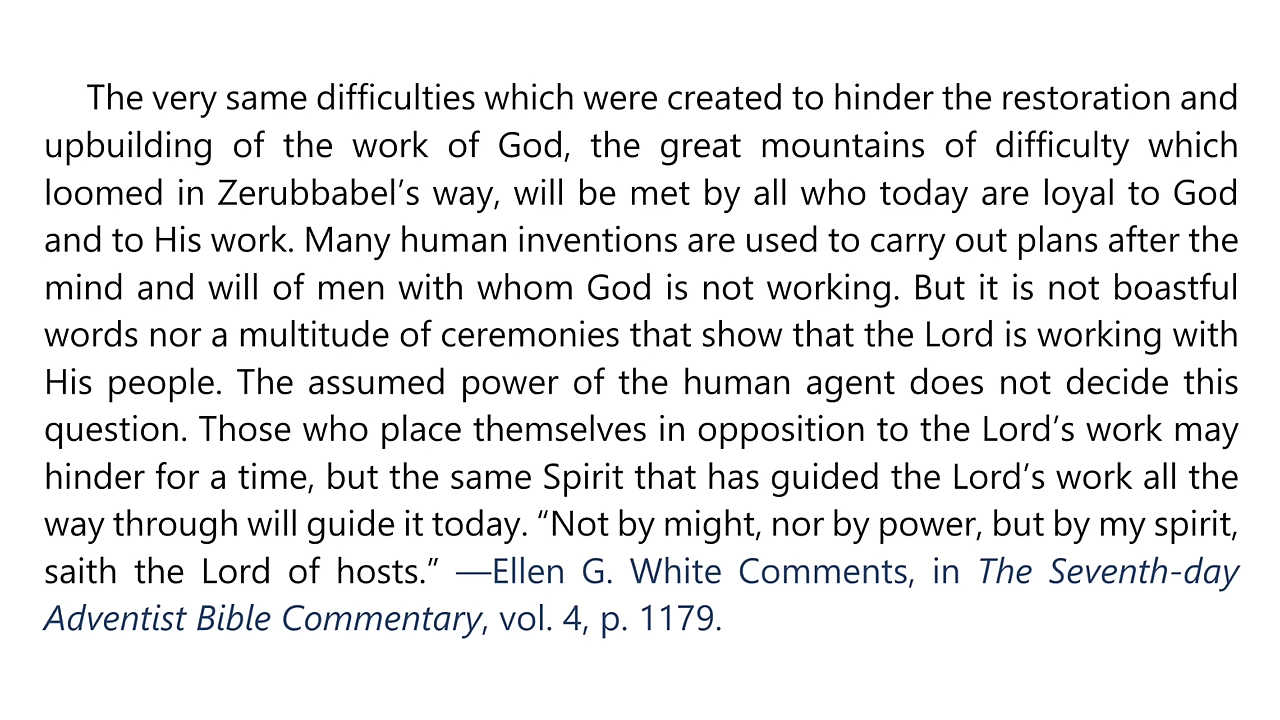 The very same difficulties which were created to hinder the restoration and
upbuilding of the work of God, the great mountains of difficulty which
loomed in Zerubbabel’s way, will be met by all who today are loyal to God
and to His work. Many human inventions are used to carry out plans after the
mind and will of men with whom God is not working. But it is not boastful
words nor a multitude of ceremonies that show that the Lord is working with
His people. The assumed power of the human agent does not decide this
question. Those who place themselves in opposition to the Lord’s work may
hinder for a time, but the same Spirit that has guided the Lord’s work all the
way through will guide it today. “Not by might, nor by power, but by my spirit,
saith the Lord of hosts.” —Ellen G. White Comments, in The Seventh-day
Adventist Bible Commentary, vol. 4, p. 1179.